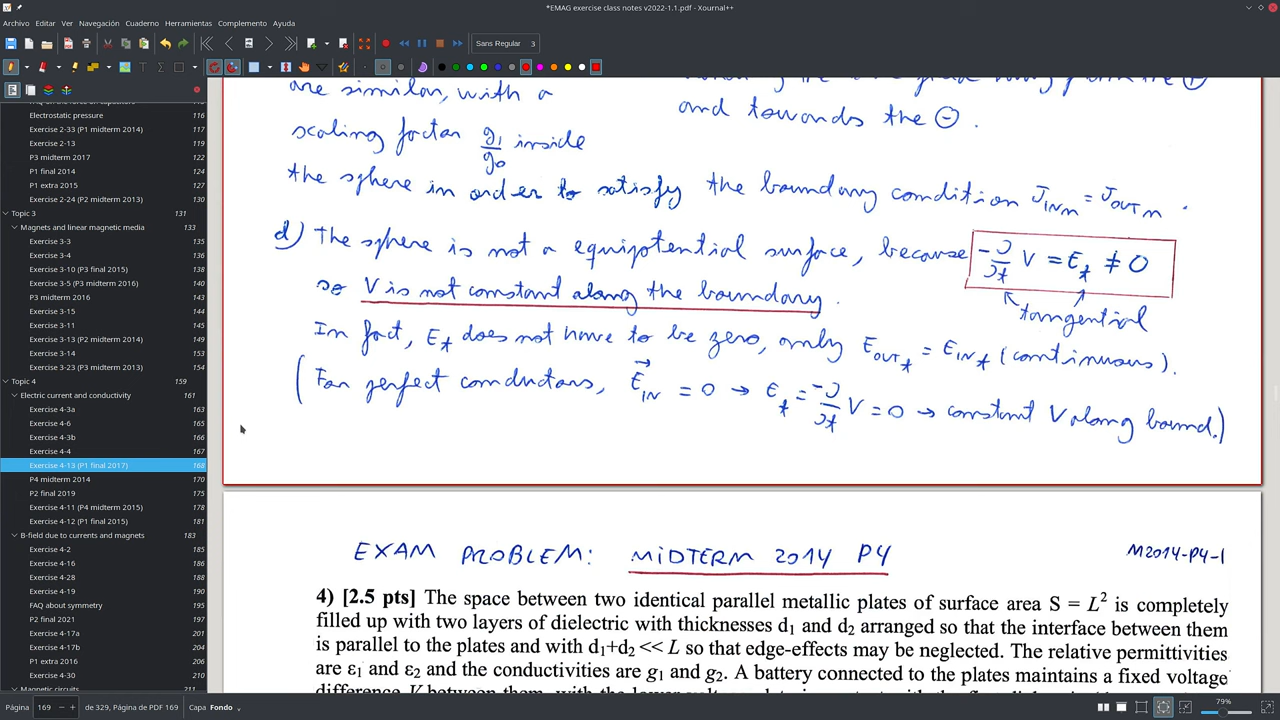 *EMAG exercise class notes v2022-1.1.pdf - Xournal++
Archivo Editar Ver Navegación Cuaderno Herramientas Complemento Ayuda
Sans Regular 3
Electrostatic pressure 116
Exercise 2-33 (P1 midterm 2014) 117
Exercise 2-13 119
P3 midterm 2017 122
P1 final 2014 124
P1 extra 2015 127
Exercise 2-24 (P2 midterm 2013) 130
Topic 3 131
Magnets and linear magnetic media 133
Exercise 3-3 135
Exercise 3-4 136
Exercise 3-10 (P3 final 2015) 138
Exercise 3-5 (P3 midterm 2016) 140
P3 midterm 2016 143
Exercise 3-15 144
Exercise 3-11 145
Exercise 3-13 (P2 midterm 2014) 149
Exercise 3-14 153
Exercise 3-23 (P3 midterm 2014) 154
Topic 4 159
Electric current and conductivity 161
Exercise 4-3a 163
Exercise 4-6 165
Exercise 4-3b 166
Exercise 4-4 167
Exercise 4-13 (P1 final 2017) 168
P4 midterm 2014 170
P2 final 2019 175
Exercise 4-11 (P4 midterm 2015) 178
Exercise 4-12 (P1 final 2015) 181
B-field due to currents and magnets 183
Exercise 4-2 185
Exercise 4-16 186
Exercise 4-28 188
Exercise 4-19 190
FAQ about symmetry 195
P2 final 2021 197
Exercise 4-17a 201
Exercise 4-17b 204
P1 extra 2016 206
Exercise 4-30 210
Magnetic circuits
are similar, with a
scaling factor g1/g0 inside
the sphere in order to satisfy the boundary condition J_INn = J_OUTn .
and towards the ⊖ .
d) The sphere is not a equipotential surface, because -∂/∂t V = E_t ≠ 0
so V is not constant along the boundary .
tangential
In fact, E_t does not have to be zero, only E_OUTt = E_INt (continuous).
(For perfect conductors, E⃗_IN = 0 → E_t = -∂/∂t V = 0 → constant V along bound.)
EXAM PROBLEM: MIDTERM 2014 P4
M2014-P4-1
4) [2.5 pts] The space between two identical parallel metallic plates of surface area S = L² is completely
filled up with two layers of dielectric with thicknesses d₁ and d₂ arranged so that the interface between them
is parallel to the plates and with d₁+d₂ << L so that edge-effects may be neglected. The relative permittivities
are ε₁ and ε₂ and the conductivities are g₁ and g₂. A battery connected to the plates maintains a fixed voltage
Página 169 de 329, Página de PDF 169 Capa Fondo 79%